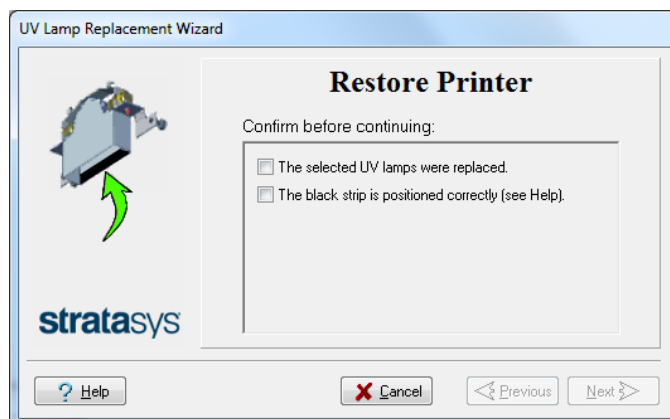 UV Lamp Replacement Wizard
Restore Printer
Confirm before continuing:
The selected UV lamps were replaced.
The black strip is positioned correctly (see Help).
stratasys
? Help
Cancel
Previous
Next